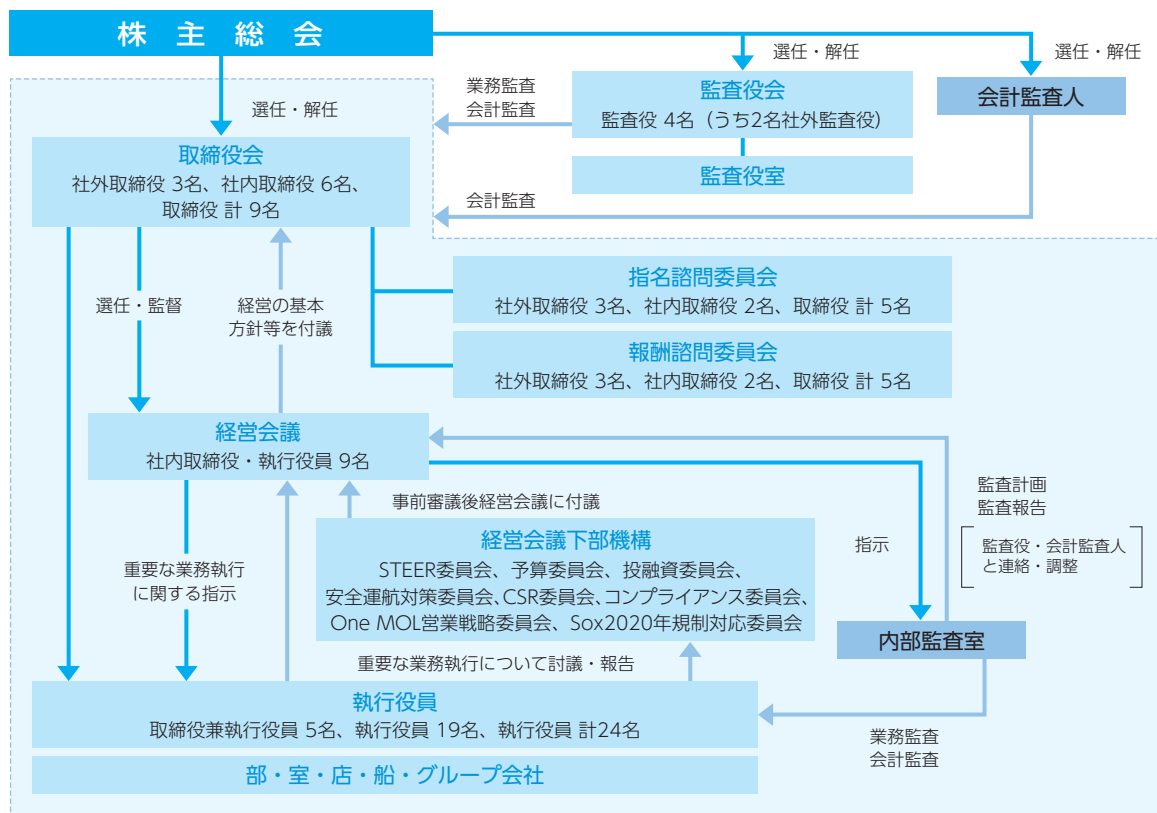 株主総会
選任・解任
選任・解任
選任・解任
業務監査
会計監査
監査役会
監査役 4名（うち2名社外監査役）
監査役室
会計監査人
会計監査
取締役会
社外取締役 3名、社内取締役 6名、
取締役 計 9名
選任・監督
経営の基本
方針等を付議
指名諮問委員会
社外取締役 3名、社内取締役 2名、取締役 計 5名
報酬諮問委員会
社外取締役 3名、社内取締役 2名、取締役 計 5名
経営会議
社内取締役・執行役員 9名
事前審議後経営会議に付議
経営会議下部機構
STEER委員会、予算委員会、投融資委員会、
安全運航対策委員会、CSR委員会、コンプライアンス委員会、
One MOL営業戦略委員会、Sox2020年規制対応委員会
指示
監査計画
監査報告
監査役・会計監査人
と連絡・調整
重要な業務執行
に関する指示
内部監査室
重要な業務執行について討議・報告
執行役員
取締役兼執行役員 5名、執行役員 19名、執行役員 計24名
業務監査
会計監査
部・室・店・船・グループ会社